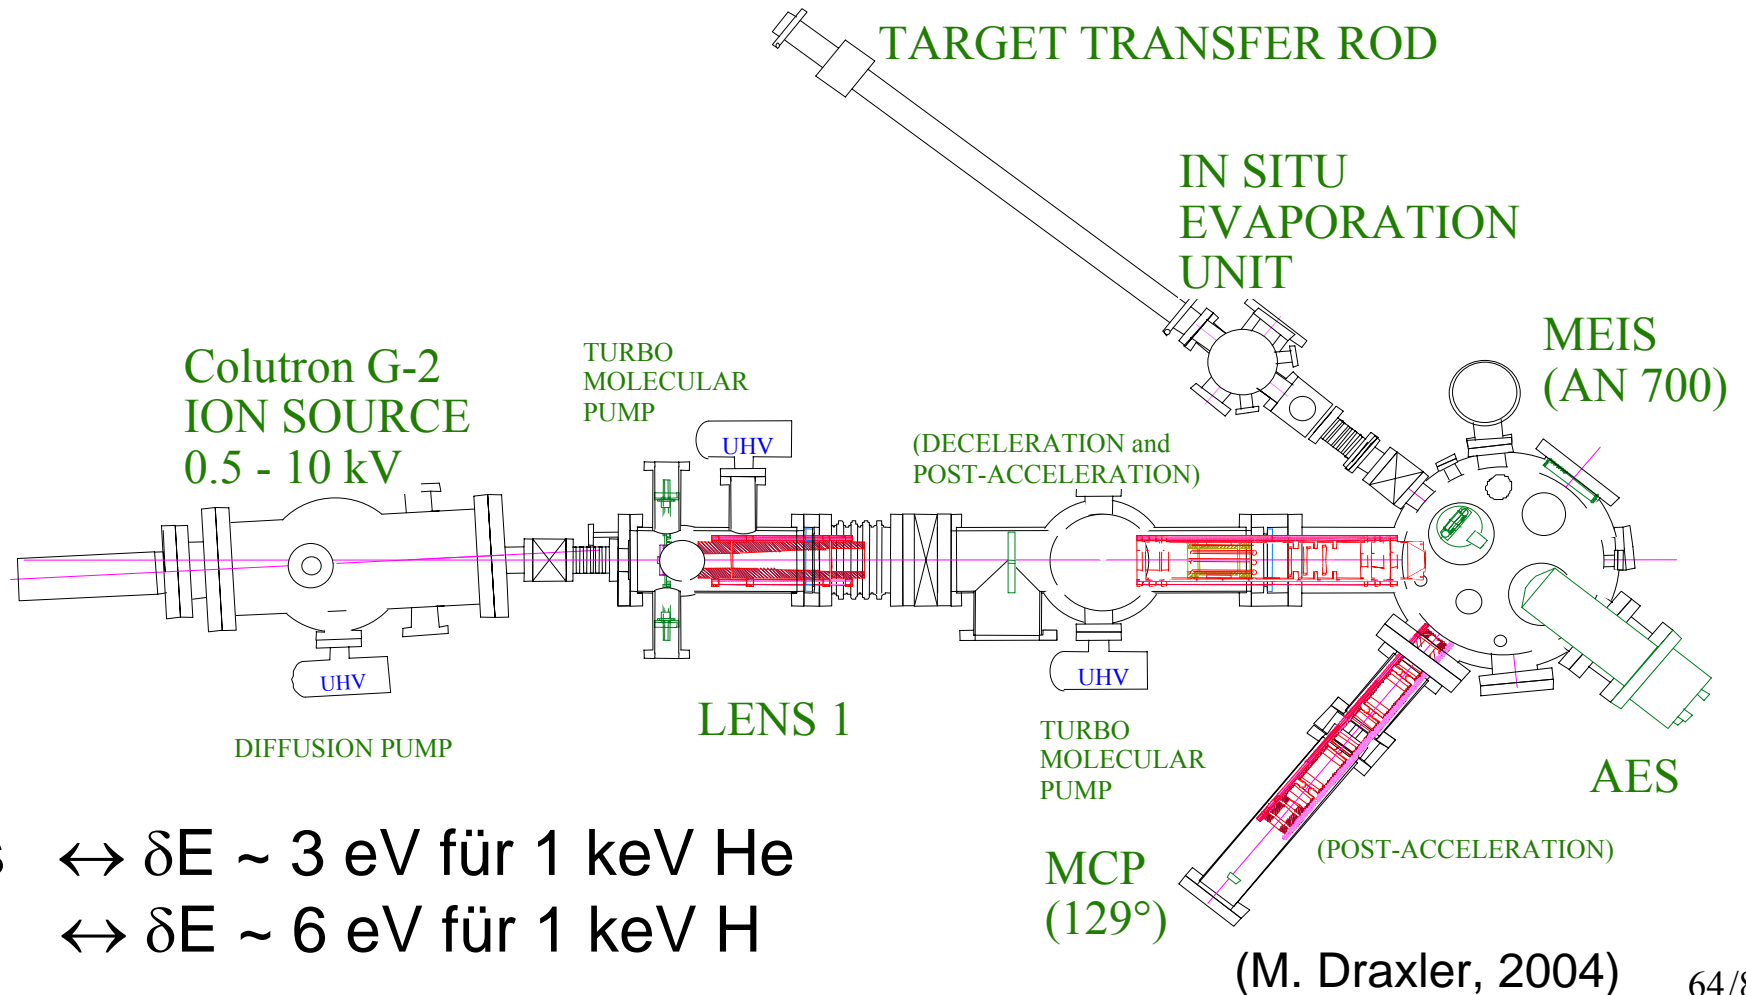 TARGET TRANSFER ROD
IN SITU
EVAPORATION
UNIT
MEIS
(AN 700)
Colutron G-2
ION SOURCE
0.5 - 10 kV
TURBO
MOLECULAR
PUMP
UHV
(DECELERATION and
POST-ACCELERATION)
UHV
UHV
LENS 1
DIFFUSION PUMP
TURBO
MOLECULAR
PUMP
AES
(POST-ACCELERATION)
MCP
(129°)
s ↔ δE ~ 3 eV für 1 keV He
↔ δE ~ 6 eV für 1 keV H
(M. Draxler, 2004)
64/8